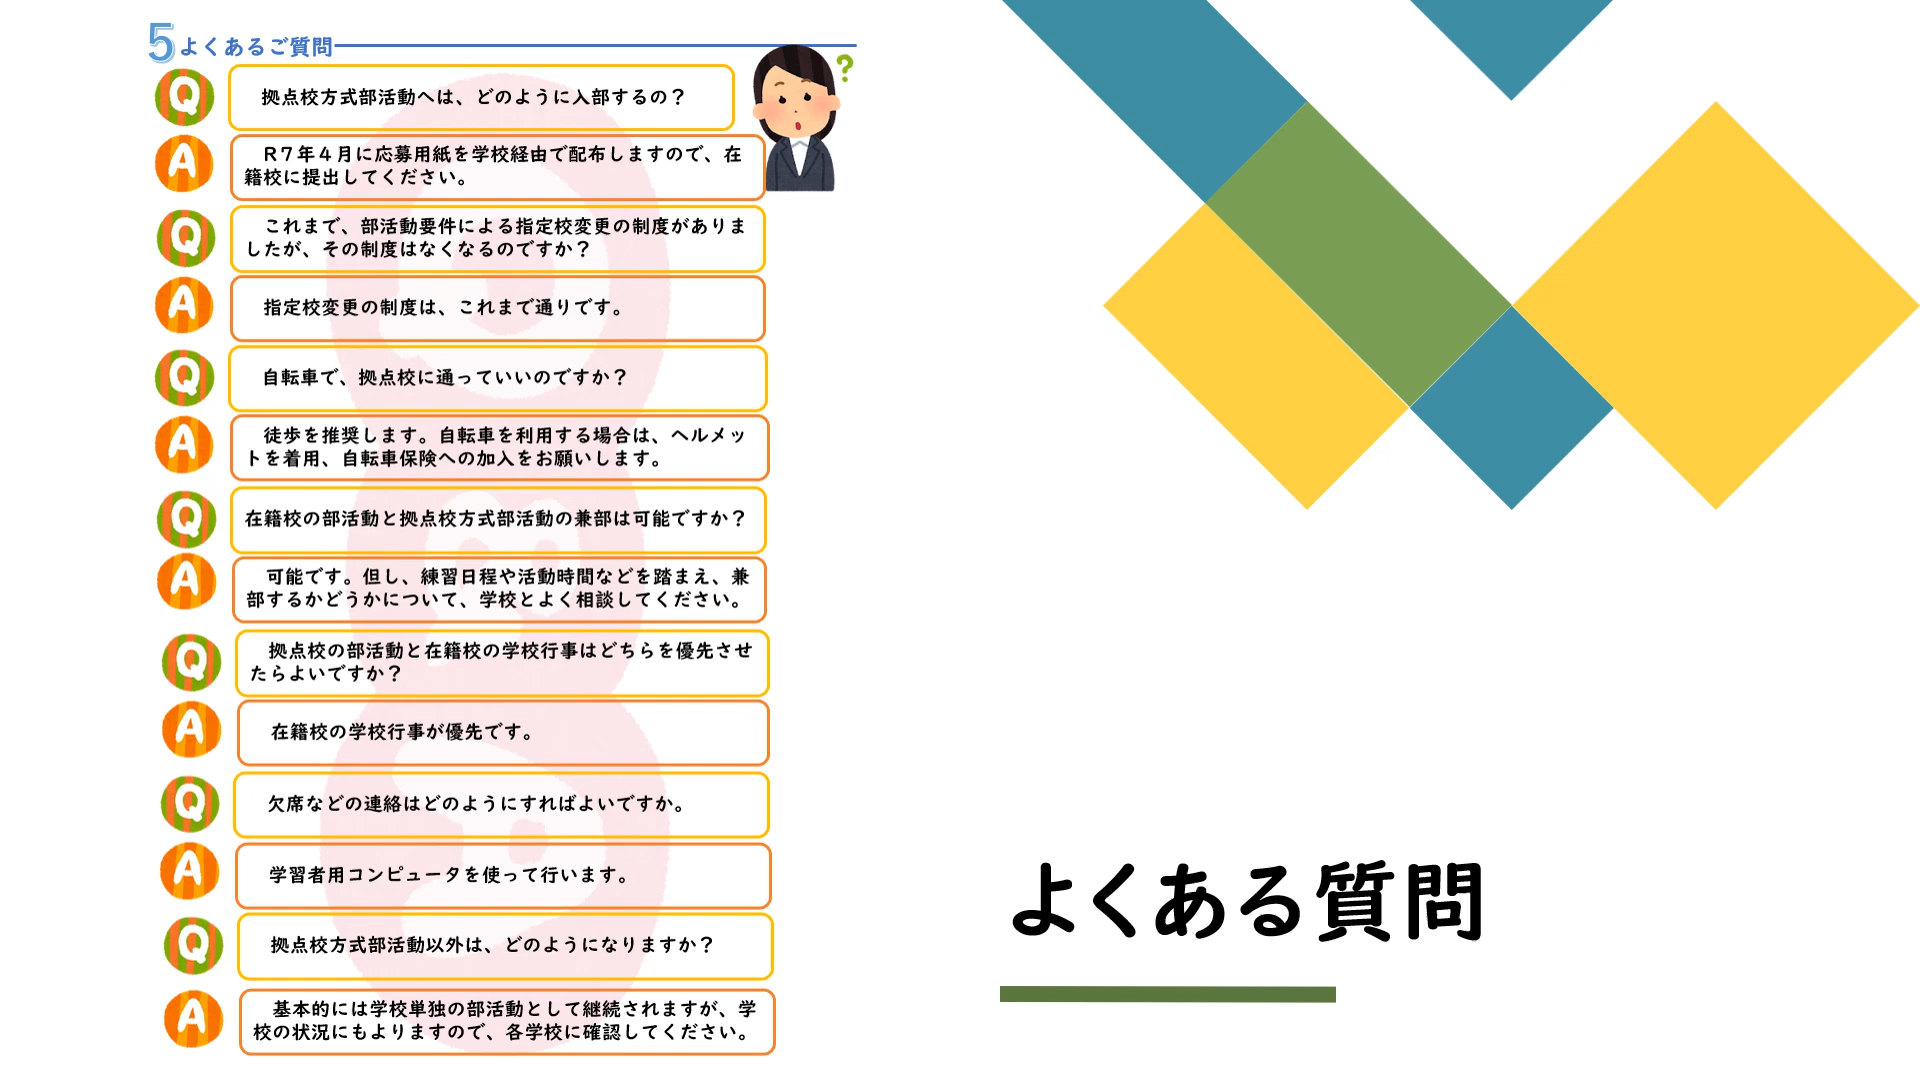 5よくあるご質問
?
Q
拠点校方式部活動へは、どのように入部するの？
A
R７年４月に応募用紙を学校経由で配布しますので、在
籍校に提出してください。
Q
これまで、部活動要件による指定校変更の制度がありま
したが、その制度はなくなるのですか？
A
指定校変更の制度は、これまで通りです。
Q
自転車で、拠点校に通っていいのですか？
A
徒歩を推奨します。自転車を利用する場合は、ヘルメッ
トを着用、自転車保険への加入をお願いします。
Q
在籍校の部活動と拠点校方式部活動の兼部は可能ですか？
A
可能です。但し、練習日程や活動時間などを踏まえ、兼
部するかどうかについて、学校とよく相談してください。
Q
拠点校の部活動と在籍校の学校行事はどちらを優先させ
たらよいですか？
A
在籍校の学校行事が優先です。
Q
欠席などの連絡はどのようにすればよいですか。
A
学習者用コンピュータを使って行います。
Q
拠点校方式部活動以外は、どのようになりますか？
A
基本的には学校単独の部活動として継続されますが、学
校の状況にもよりますので、各学校に確認してください。
よくある質問